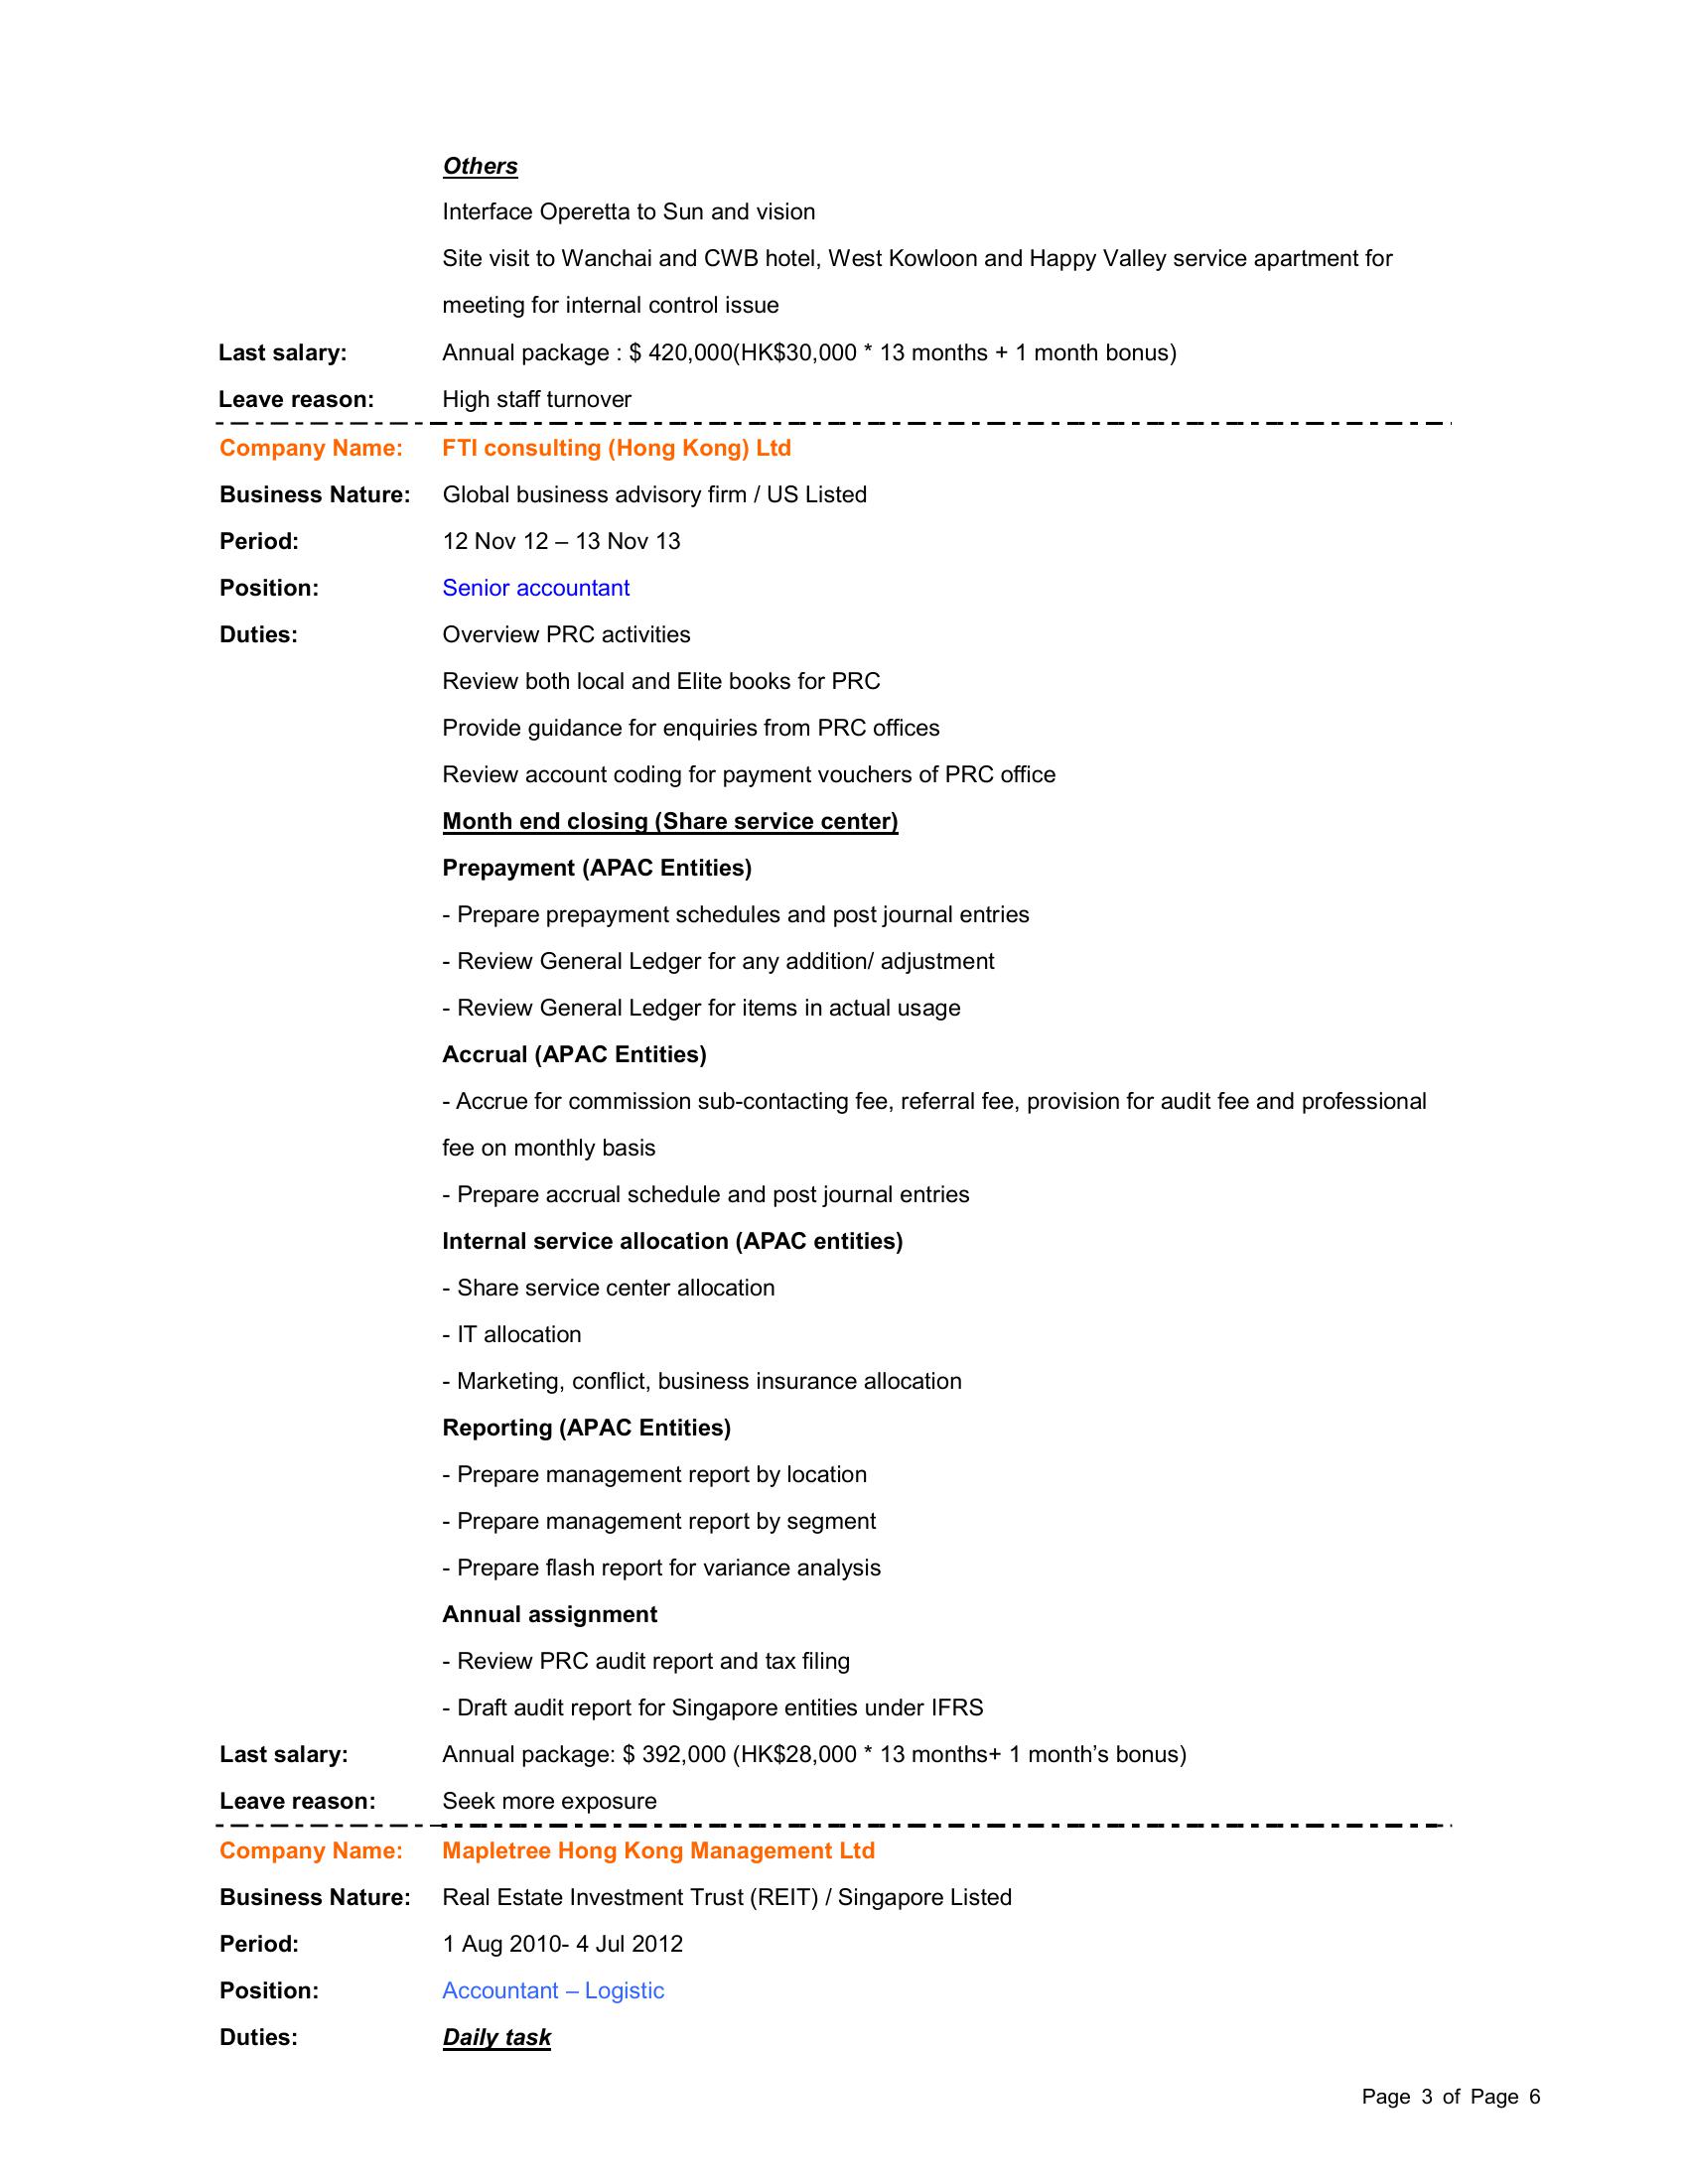 Others
Interface Operetta to Sun and vision
Site visit to Wanchai and CWB hotel, West Kowloon and Happy Valley service apartment for
meeting for internal control issue
Last salary: Annual package : $ 420,000(HK$30,000 * 13 months + 1 month bonus)
Leave reason: High staff turnover
Company Name: FTI consulting (Hong Kong) Ltd
Business Nature: Global business advisory firm / US Listed
Period: 12 Nov 12 – 13 Nov 13
Position: Senior accountant
Duties: Overview PRC activities
Review both local and Elite books for PRC
Provide guidance for enquiries from PRC offices
Review account coding for payment vouchers of PRC office
Month end closing (Share service center)
Prepayment (APAC Entities)
- Prepare prepayment schedules and post journal entries
- Review General Ledger for any addition/ adjustment
- Review General Ledger for items in actual usage
Accrual (APAC Entities)
- Accrue for commission sub-contacting fee, referral fee, provision for audit fee and professional
fee on monthly basis
- Prepare accrual schedule and post journal entries
Internal service allocation (APAC entities)
- Share service center allocation
- IT allocation
- Marketing, conflict, business insurance allocation
Reporting (APAC Entities)
- Prepare management report by location
- Prepare management report by segment
- Prepare flash report for variance analysis
Annual assignment
- Review PRC audit report and tax filing
- Draft audit report for Singapore entities under IFRS
Last salary: Annual package: $ 392,000 (HK$28,000 * 13 months+ 1 month’s bonus)
Leave reason: Seek more exposure
Company Name: Mapletree Hong Kong Management Ltd
Business Nature: Real Estate Investment Trust (REIT) / Singapore Listed
Period: 1 Aug 2010- 4 Jul 2012
Position: Accountant – Logistic
Duties: Daily task
Page 3 of Page 6